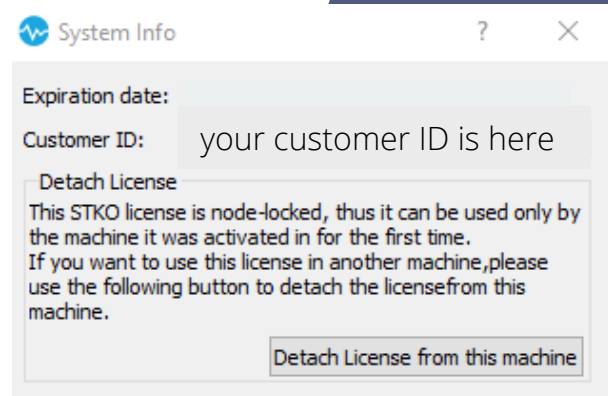 System Info ? ×
Expiration date:
Customer ID: your customer ID is here
Detach License
This STKO license is node-locked, thus it can be used only by
the machine it was activated in for the first time.
If you want to use this license in another machine,please
use the following button to detach the licensefrom this
machine.
Detach License from this machine